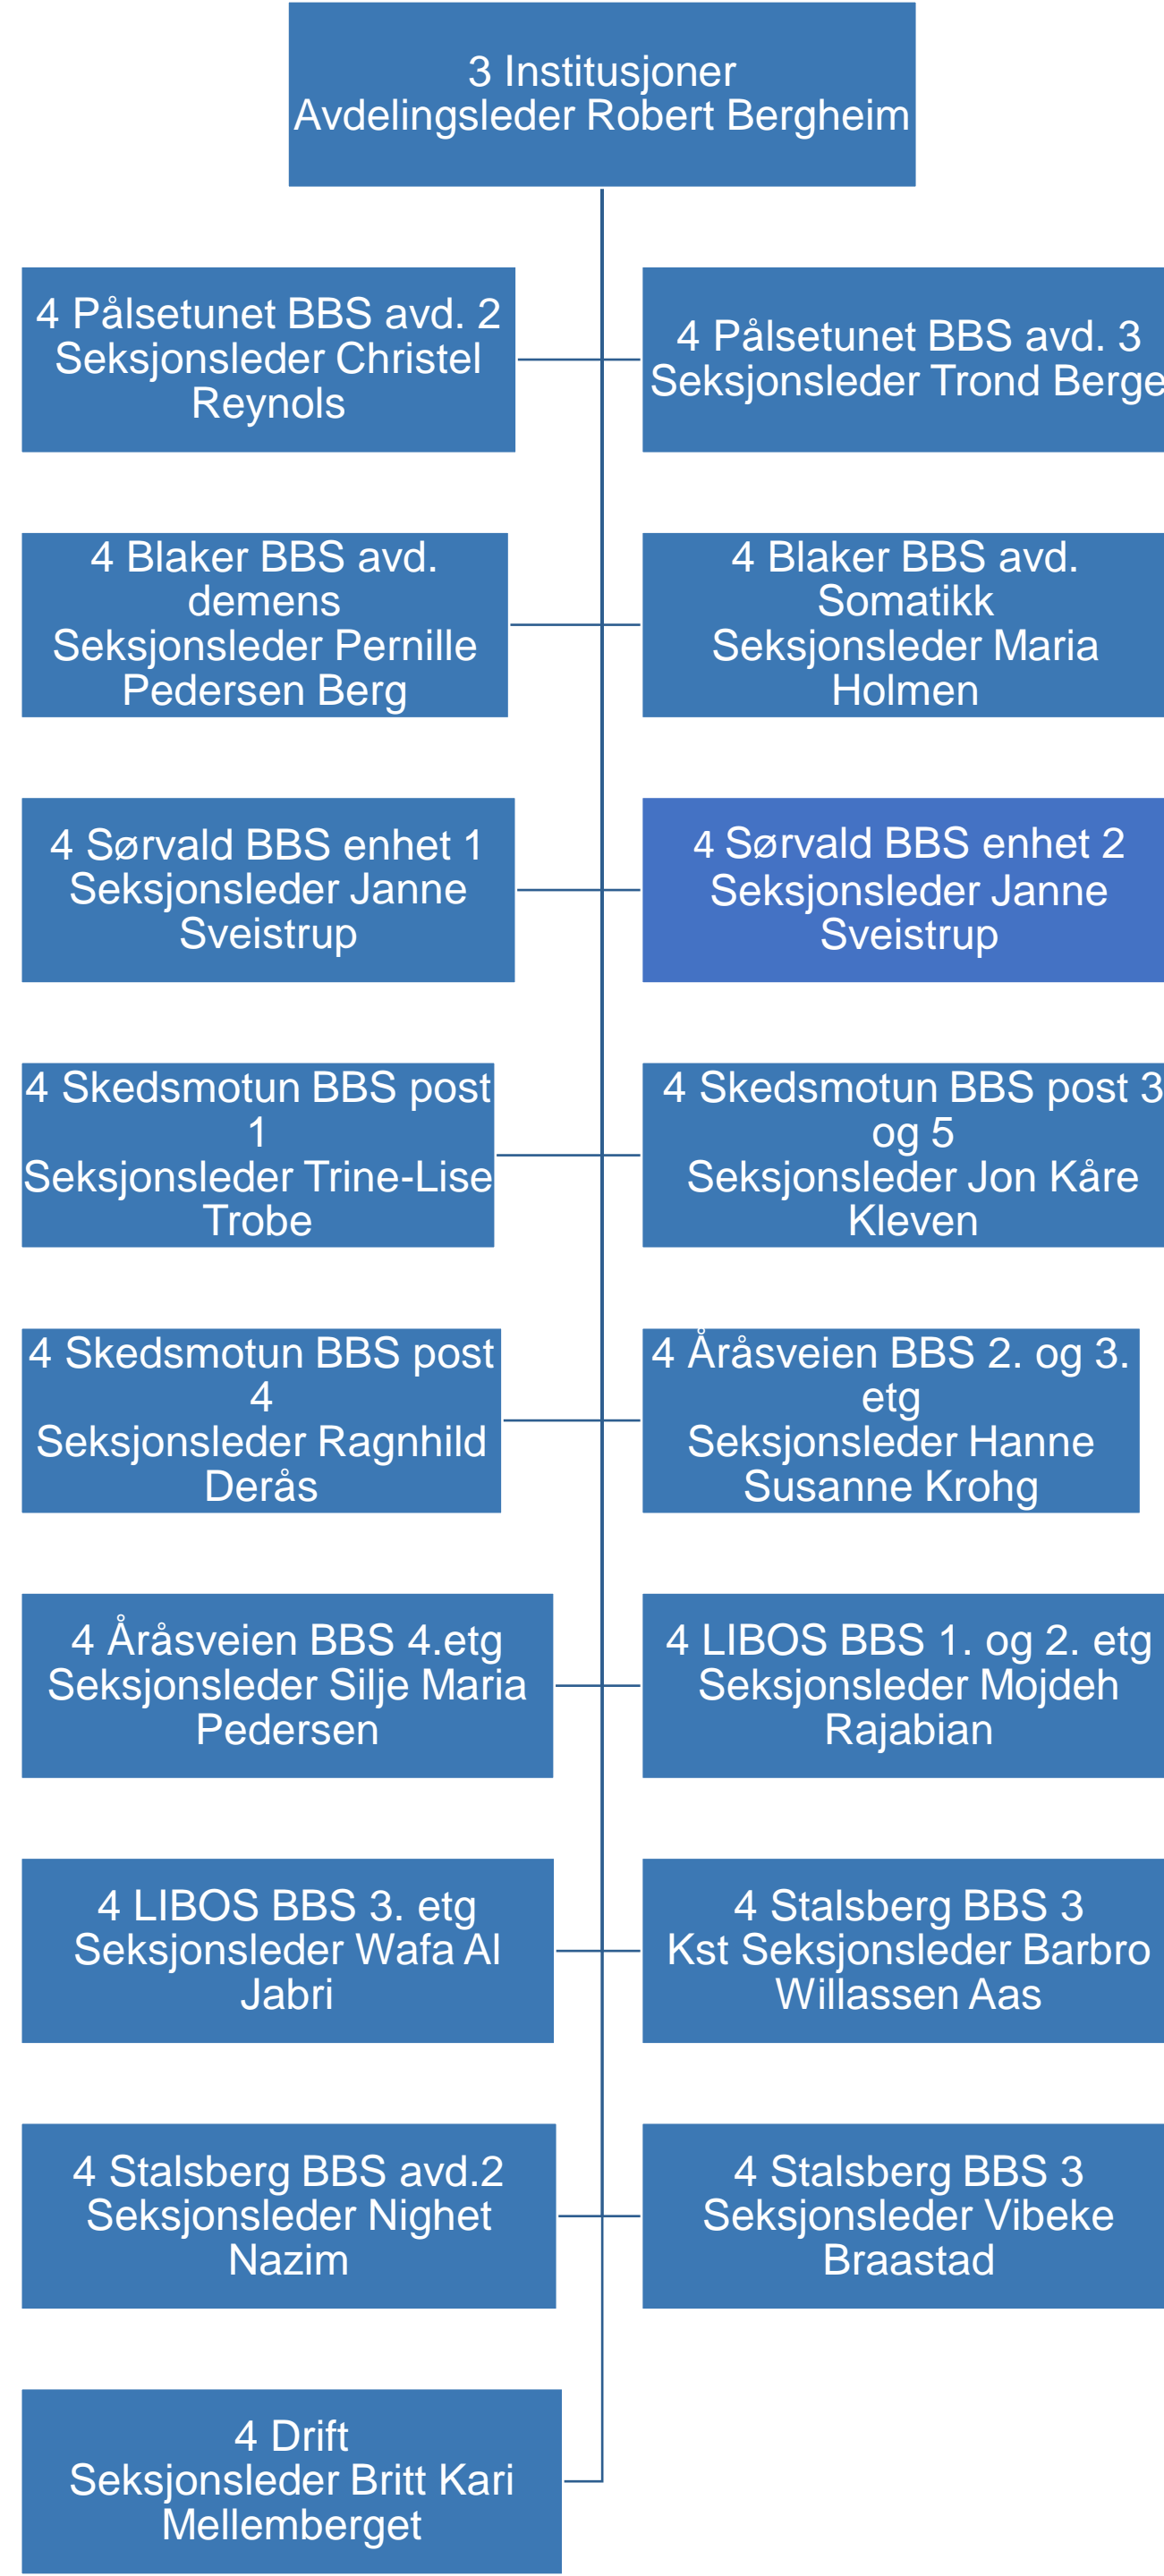 3 Institusjoner
Avdelingsleder Robert Bergheim
4 Pålsetunet BBS avd. 2
Seksjonsleder Christel
Reynols
4 Pålsetunet BBS avd. 3
Seksjonsleder Trond Berge
4 Blaker BBS avd.
demens
Seksjonsleder Pernille
Pedersen Berg
4 Blaker BBS avd.
Somatikk
Seksjonsleder Maria
Holmen
4 Sørvald BBS enhet 1
Seksjonsleder Janne
Sveistrup
4 Sørvald BBS enhet 2
Seksjonsleder Janne
Sveistrup
4 Skedsmotun BBS post
1
Seksjonsleder Trine-Lise
Trobe
4 Skedsmotun BBS post 3
og 5
Seksjonsleder Jon Kåre
Kleven
4 Skedsmotun BBS post
4
Seksjonsleder Ragnhild
Derås
4 Åråsveien BBS 2. og 3.
etg
Seksjonsleder Hanne
Susanne Krohg
4 Åråsveien BBS 4.etg
Seksjonsleder Silje Maria
Pedersen
4 LIBOS BBS 1. og 2. etg
Seksjonsleder Mojdeh
Rajabian
4 LIBOS BBS 3. etg
Seksjonsleder Wafa Al
Jabri
4 Stalsberg BBS 3
Kst Seksjonsleder Barbro
Willassen Aas
4 Stalsberg BBS avd.2
Seksjonsleder Nighet
Nazim
4 Stalsberg BBS 3
Seksjonsleder Vibeke
Braastad
4 Drift
Seksjonsleder Britt Kari
Mellemberget